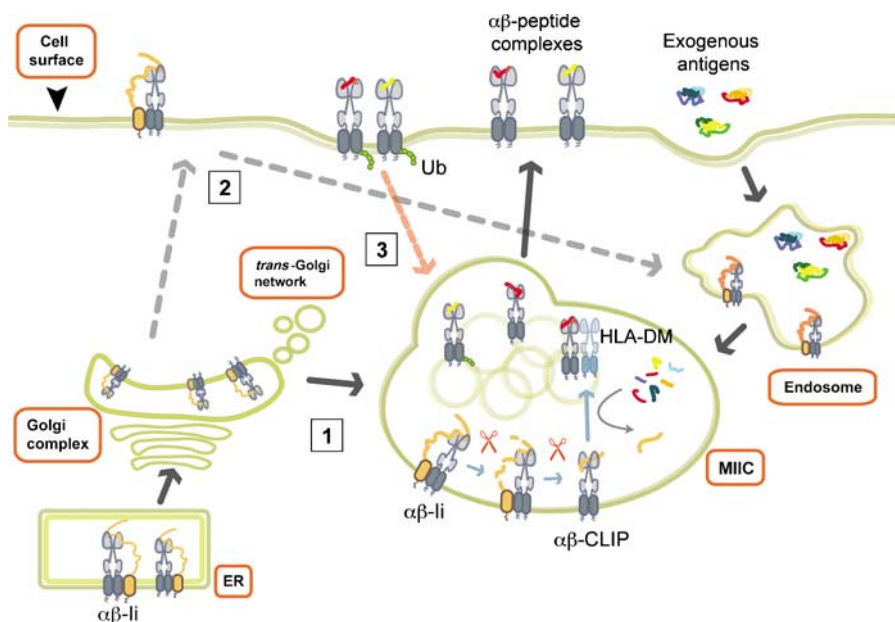 Cell
surface
αβ-peptide
complexes
Exogenous
antigens
Ub
2
3
trans-Golgi
network
HLA-DM
Endosome
1
Golgi
complex
MIIC
αβ-Ii
αβ-CLIP
ER
αβ-Ii